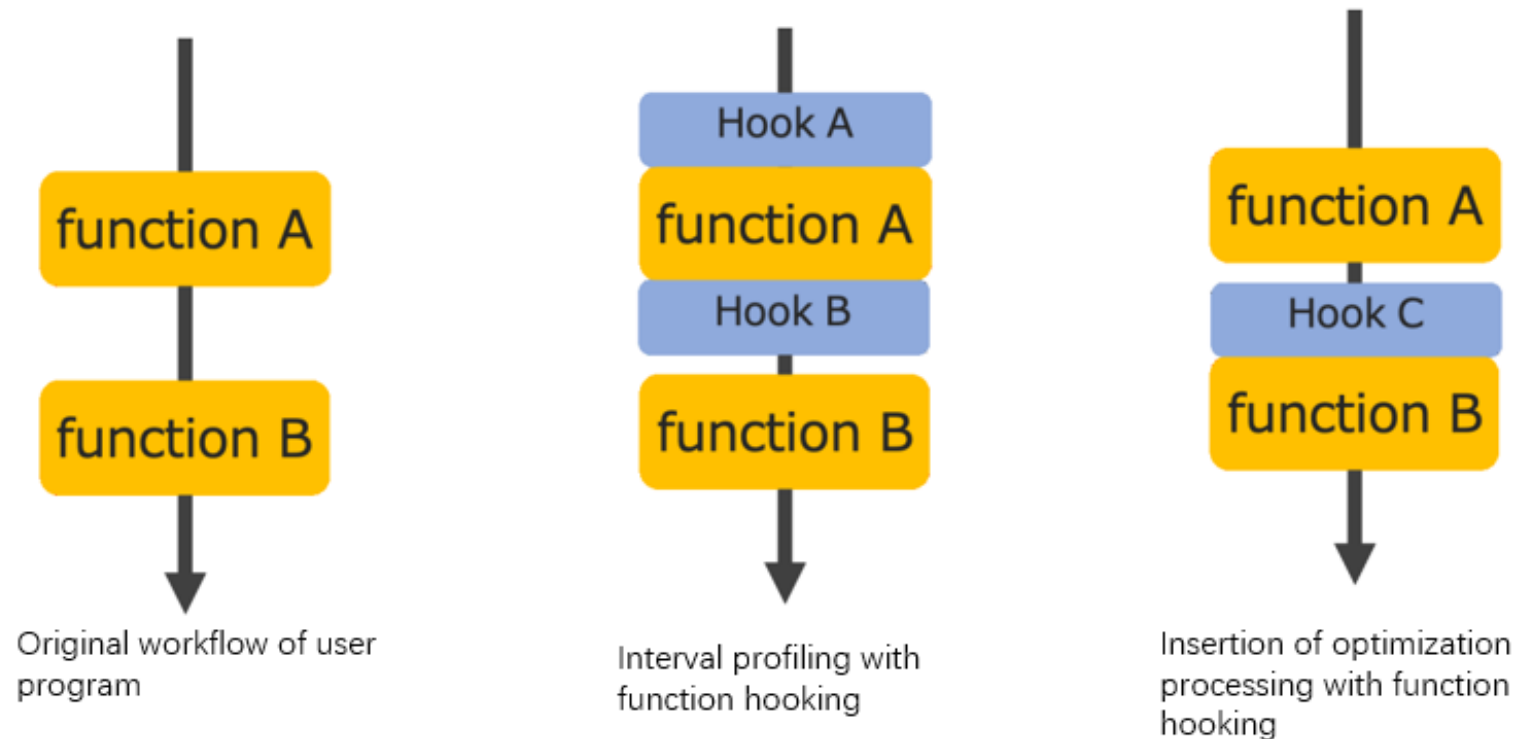 function A
function B
Original workflow of user
program
Hook A
function A
Hook B
function B
Interval profiling with
function hooking
function A
Hook C
function B
Insertion of optimization
processing with function
hooking